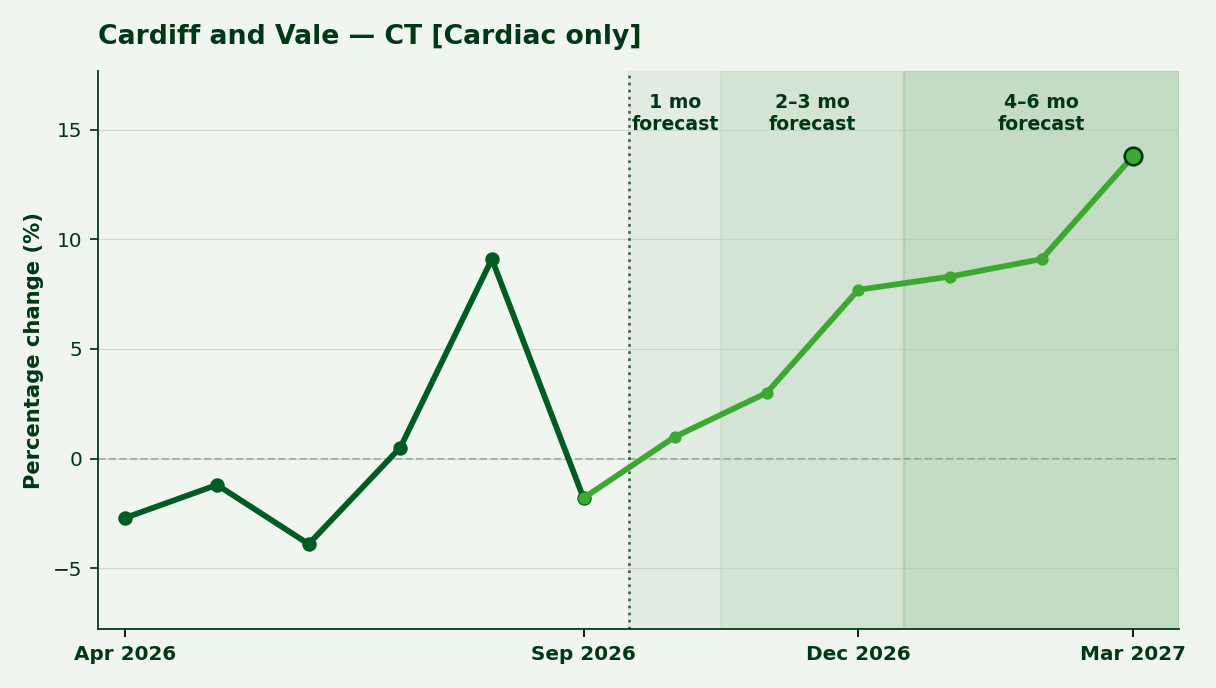 Cardiff and Vale — CT [Cardiac only]
1 mo
forecast
2–3 mo
forecast
4–6 mo
forecast
Percentage change (%)
15
10
5
0
−5
Apr 2026
Sep 2026
Dec 2026
Mar 2027